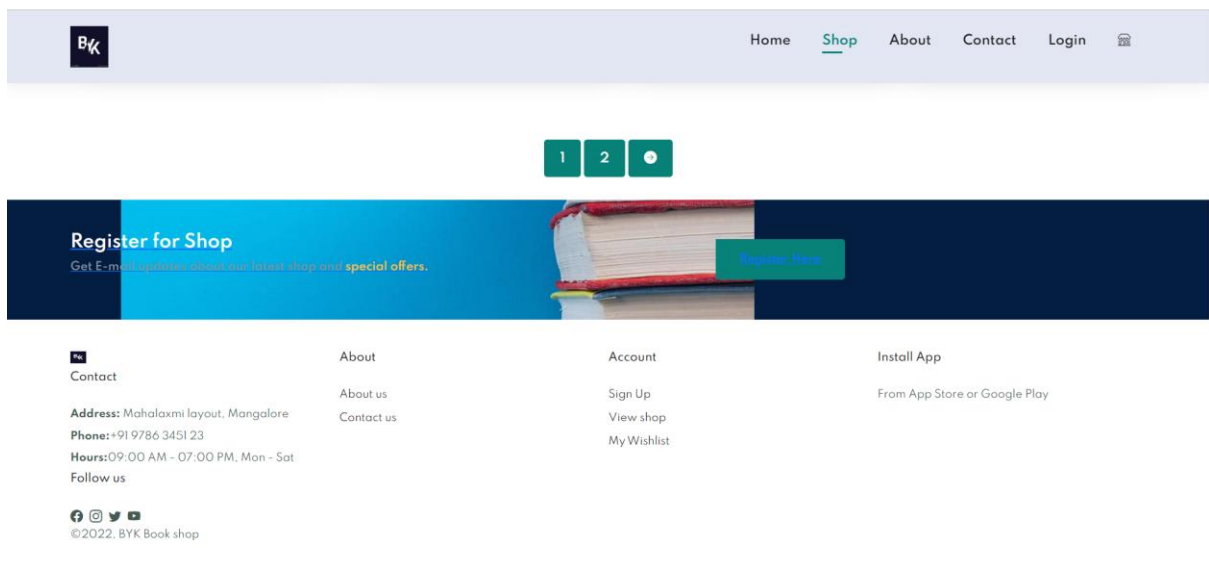 BYK
Home Shop About Contact Login
1 2
Register for Shop
Get E-mail updates about our latest shop and special offers.
Register Here
BYK
Contact
Address: Mahalaxmi layout, Mangalore
Phone:+91 9786 3451 23
Hours:09:00 AM - 07:00 PM, Mon - Sat
Follow us
©2022, BYK Book shop
About
About us
Contact us
Account
Sign Up
View shop
My Wishlist
Install App
From App Store or Google Play